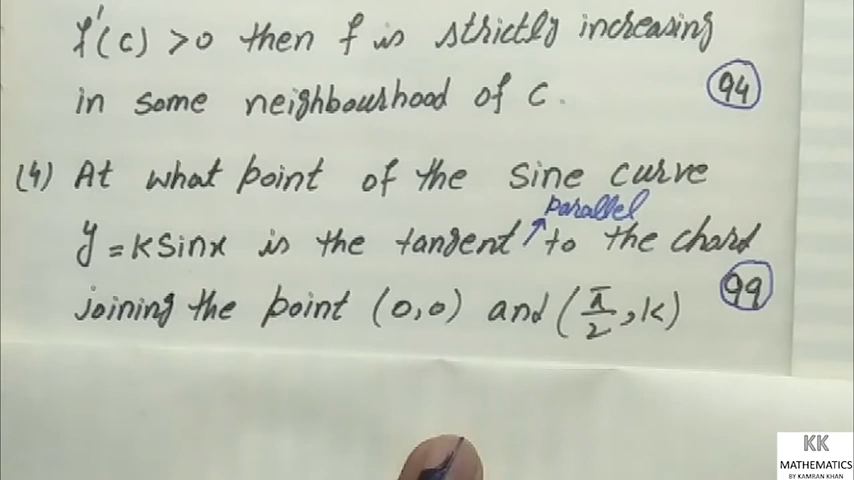 f'(c) >0 then f is strictly increasing
in some neighbourhood of c.
94
(4) At what point of the sine curve
parallel
y = k sinx is the tangent to the chord
99
joining the point (0,0) and (π/2, k)
KK
MATHEMATICS
BY KAMRAN KHAN